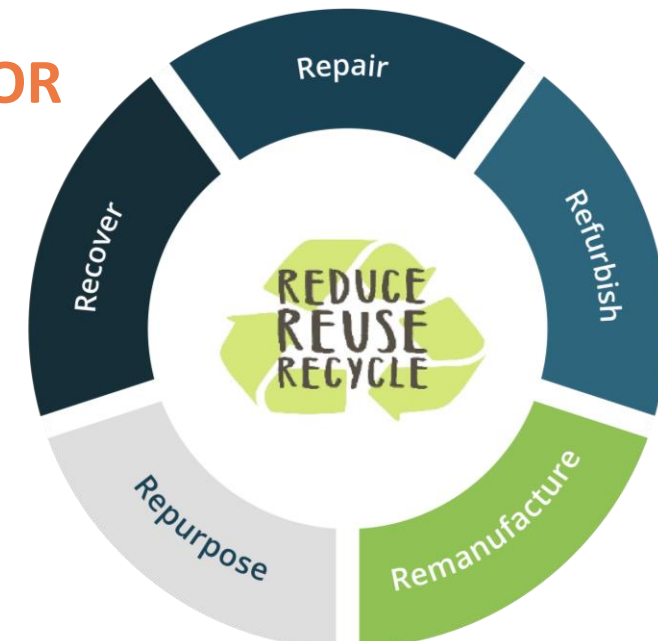 OR
Repair
Refurbish
Remanufacture
Repurpose
Recover
REDUCE
REUSE
RECYCLE